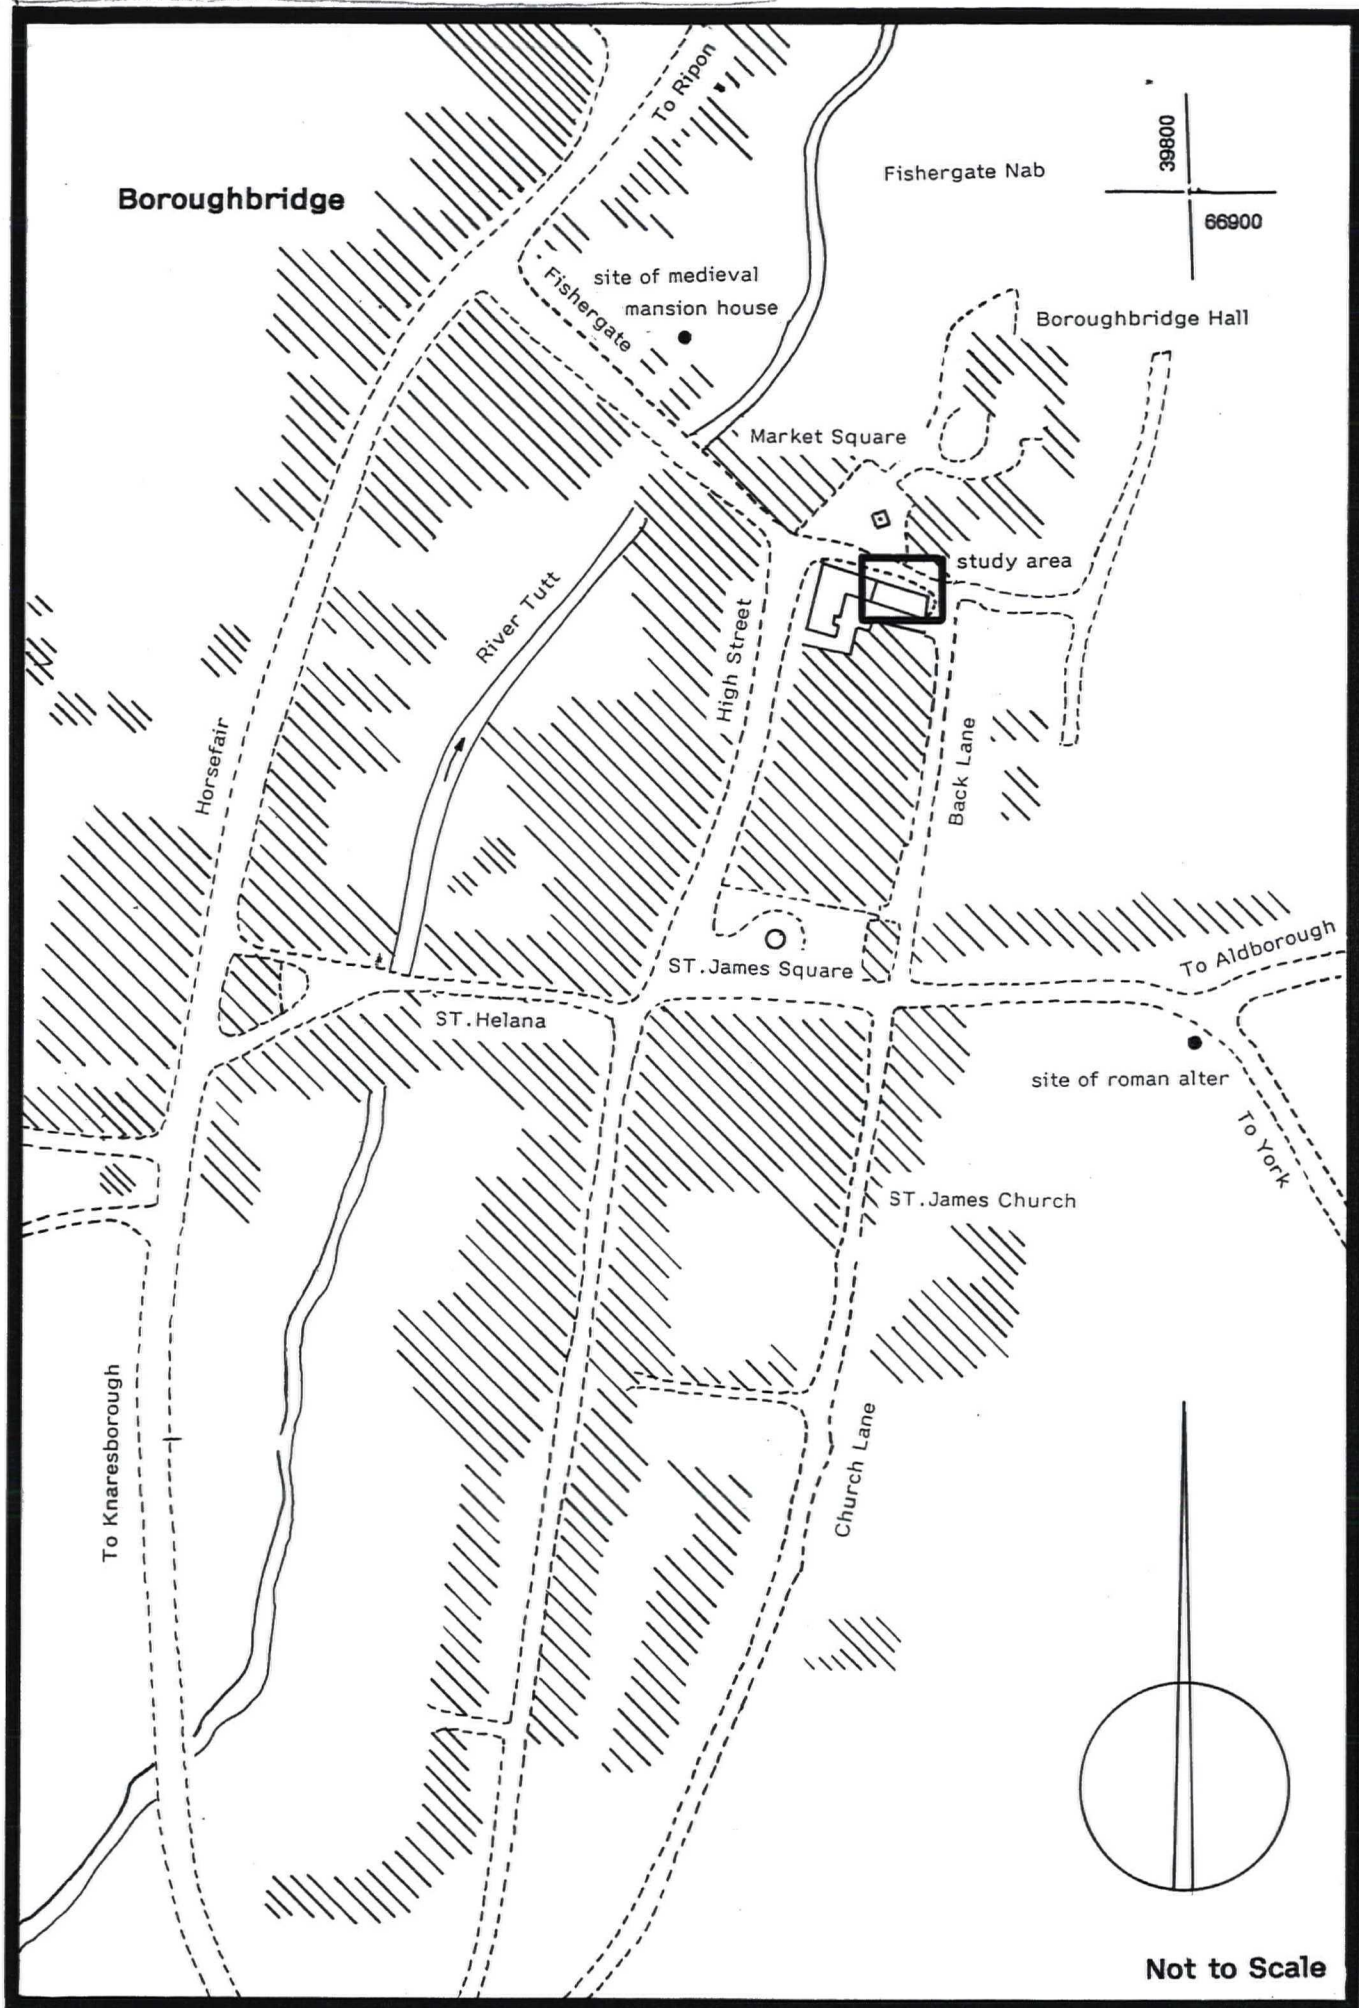 To Ripon
39800
Fishergate Nab
Boroughbridge
66900
site of medieval
mansion house
Fishergate
Boroughbridge Hall
Market Square
study area
River Tutt
High Street
Horsefair
Back Lane
To Aldborough
ST.James Square
ST.Helana
site of roman alter
To York
ST.James Church
To Knaresborough
Church Lane
Not to Scale